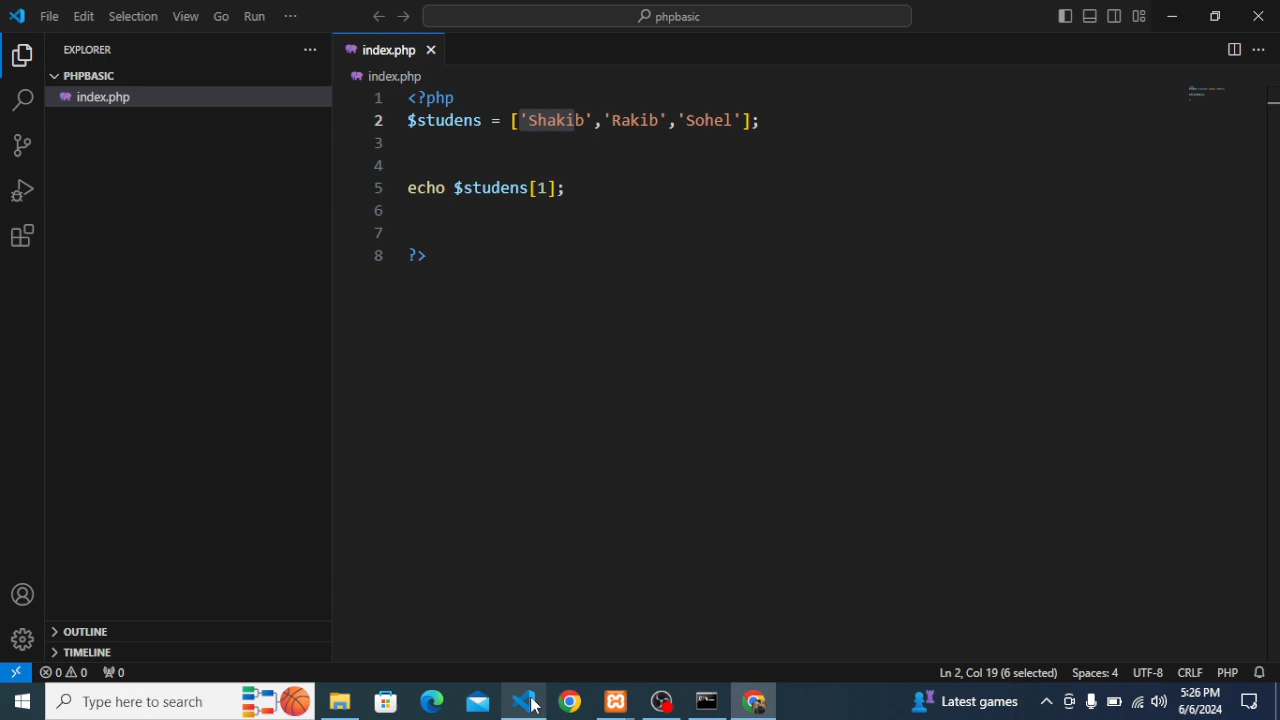 File Edit Selection View Go Run ··· phpbasic
EXPLORER ···
index.php
PHPBASIC
index.php
index.php
1 <?php
2 $studens = ['Shakib','Rakib','Sohel'];
3
4
5 echo $studens[1];
6
7
8 ?>
OUTLINE
TIMELINE
0 0 0 Ln 2, Col 19 (6 selected) Spaces: 4 UTF-8 CRLF PHP
Type here to search Latest games
5:26 PM
6/6/2024